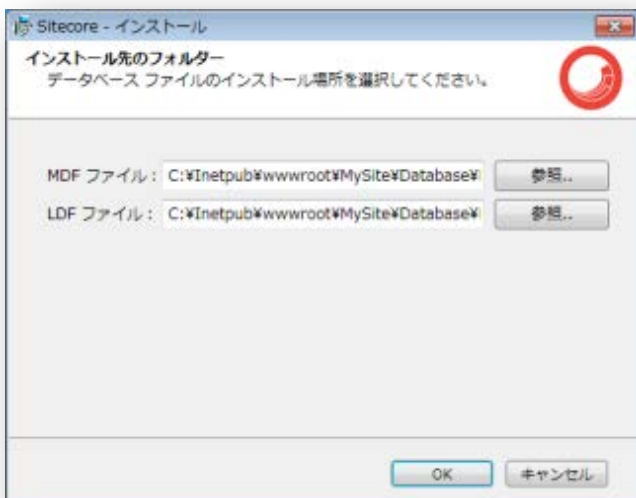 Sitecore - インストール
インストール先のフォルダー
データベース ファイルのインストール場所を選択してください。
MDF ファイル : C:¥Inetpub¥wwwroot¥MySite¥Database¥ 参照..
LDF ファイル : C:¥Inetpub¥wwwroot¥MySite¥Database¥ 参照..
OK キャンセル